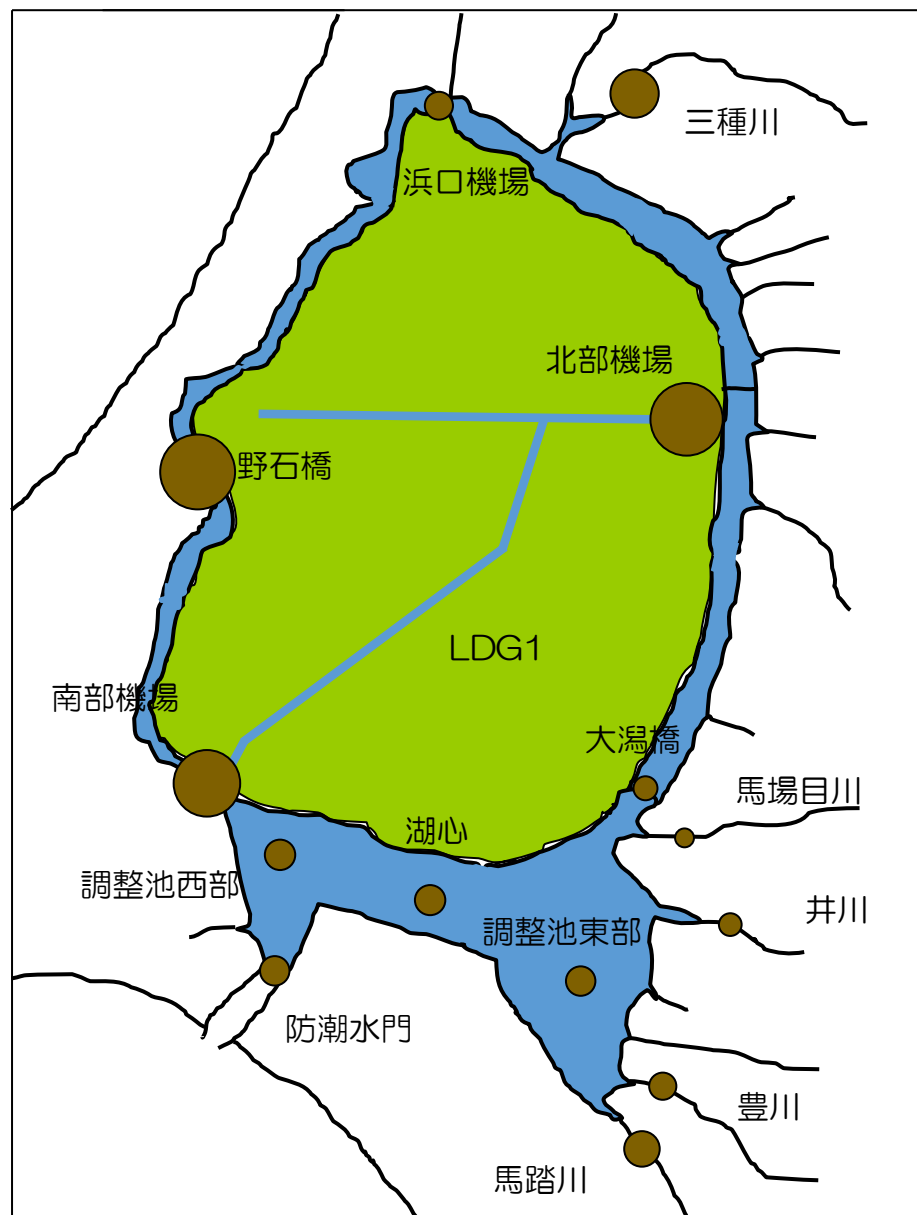 三種川
浜口機場
北部機場
野石橋
LDG1
南部機場
大潟橋
馬場目川
湖心
調整池西部
井川
調整池東部
防潮水門
豊川
馬踏川